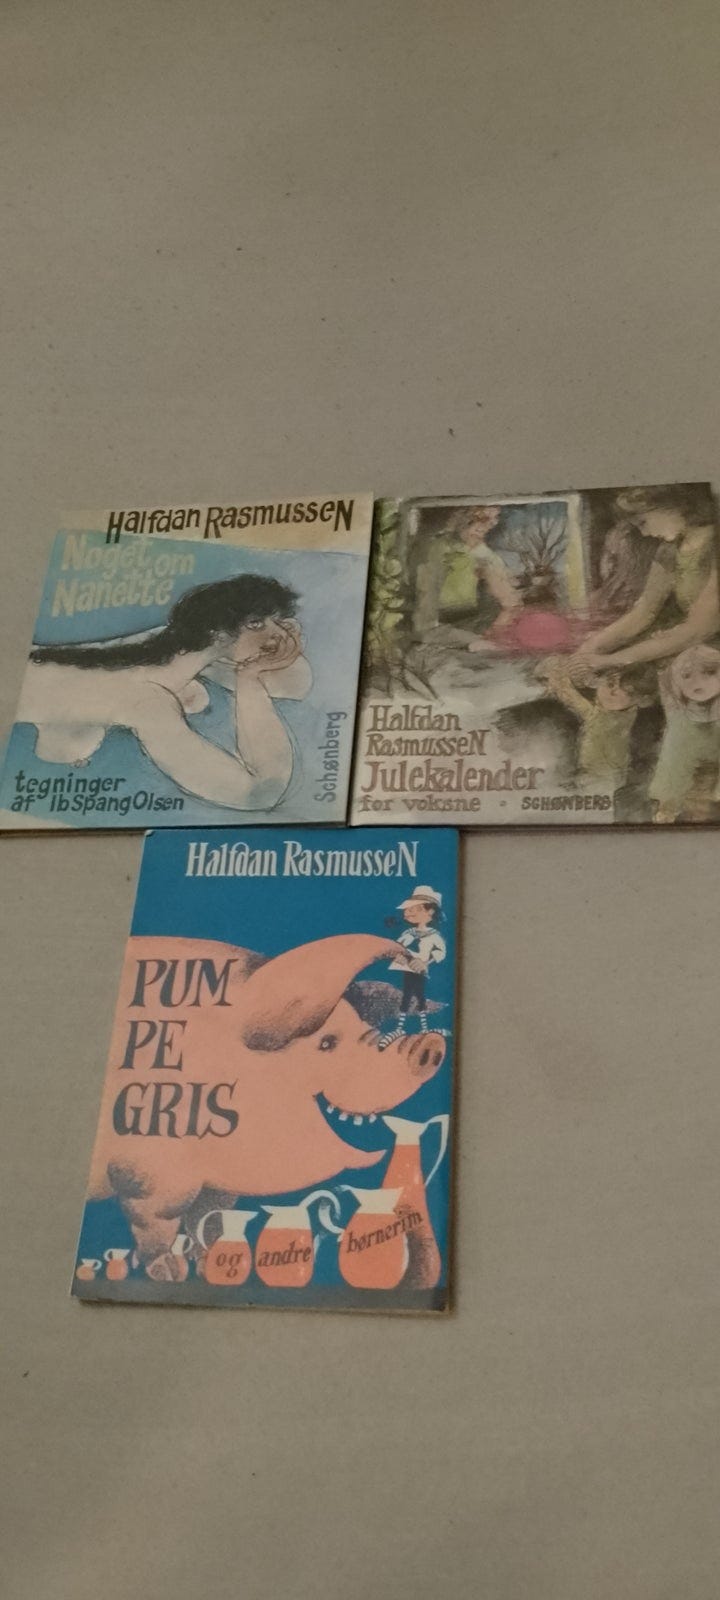 Halfdan RasmusseN
Noget om
Nanette
tegninger
af Ib Spang Olsen
Schønberg
Halfdan
RasmusseN
Julekalender
for voksne • SCHØNBERG
Halfdan RasmusseN
PUM
PE
GRIS
og andre børnerim